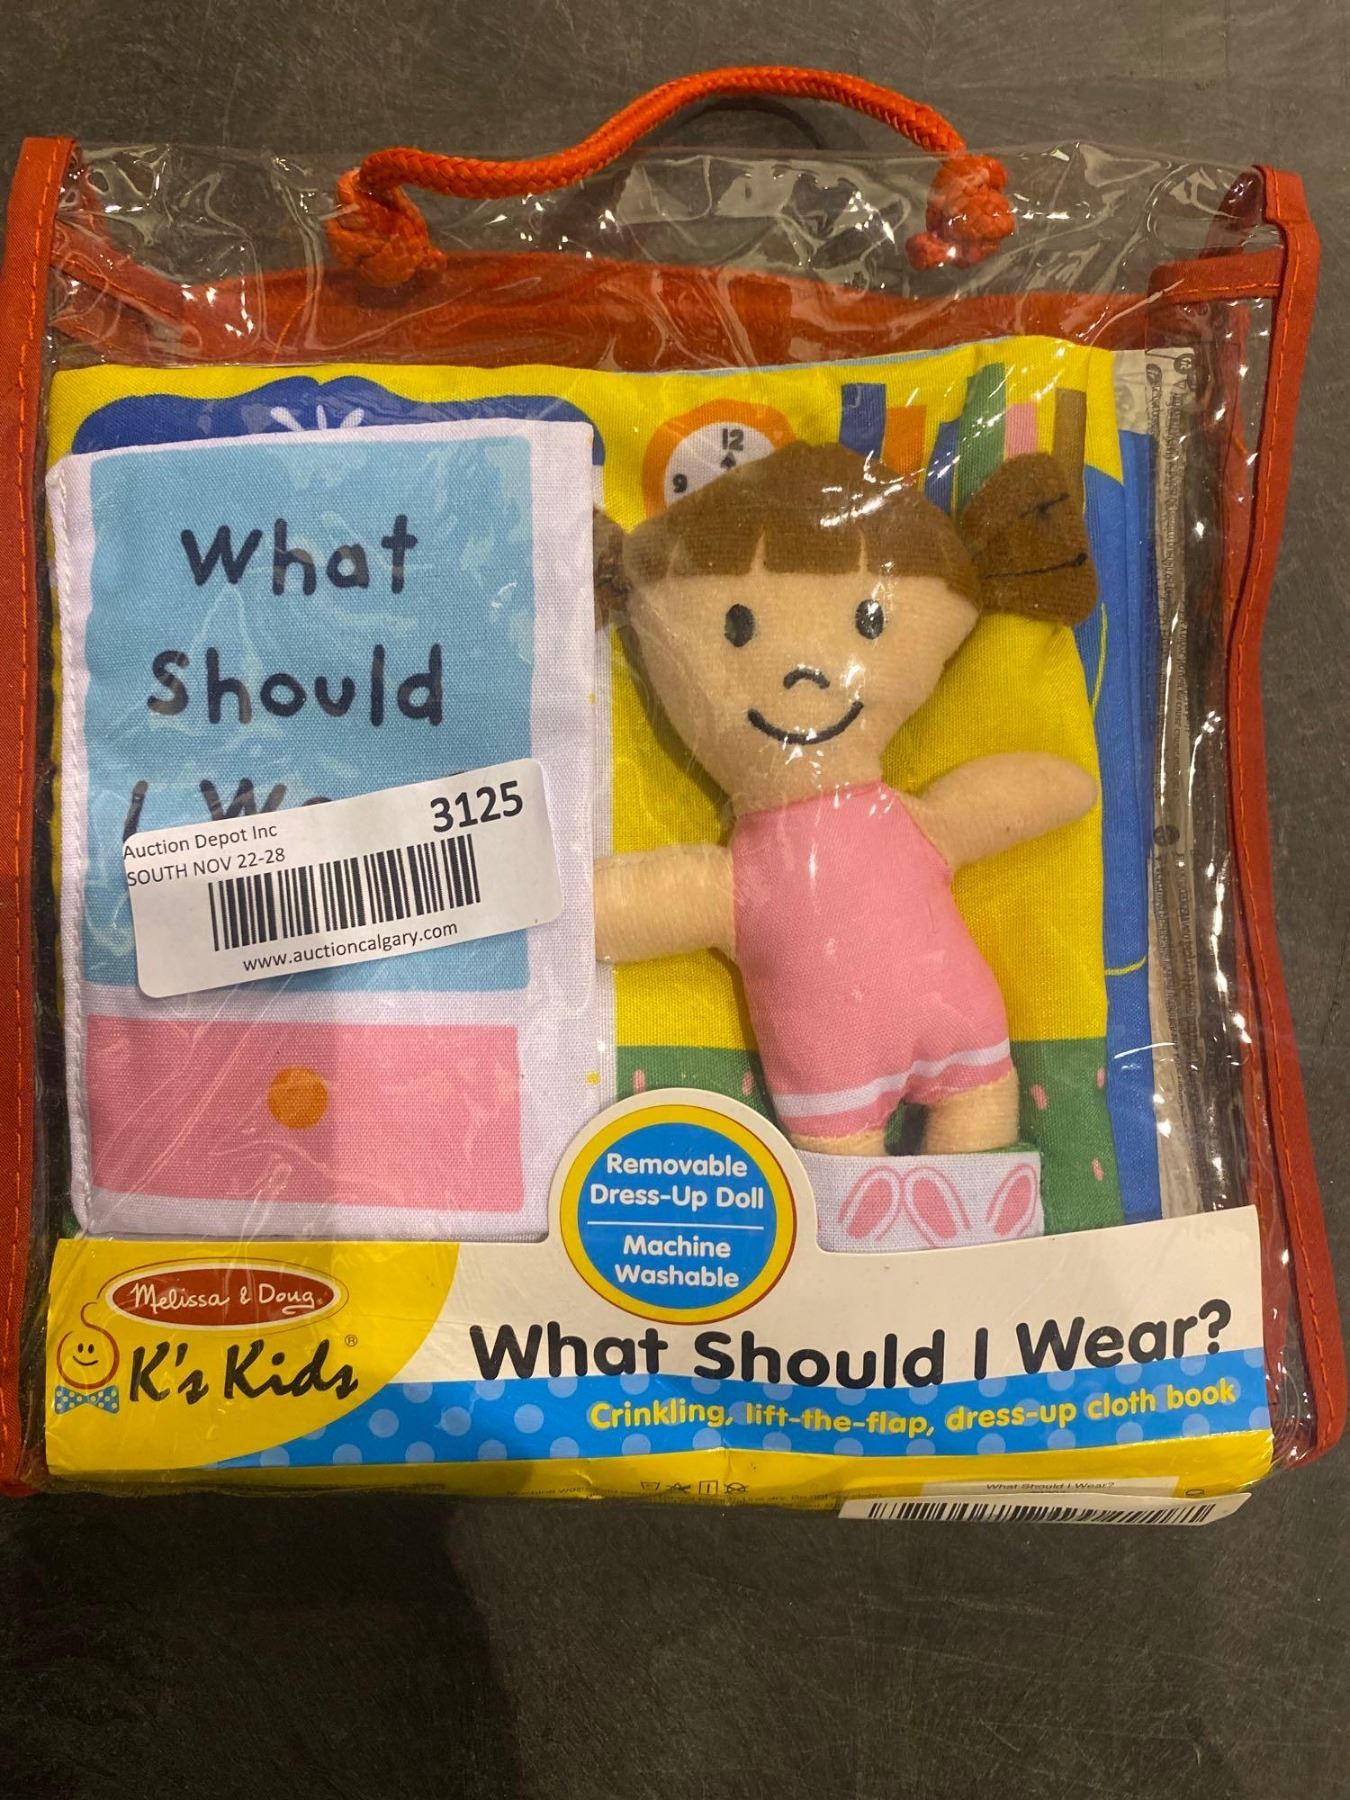 12
9
What
Should
I We
3125
Auction Depot Inc
SOUTH NOV 22-28
www.auctioncalgary.com
Removable
Dress-Up Doll
Machine
Washable
Melissa & Doug®
K's Kids®
What Should I Wear?
Crinkling, lift-the-flap, dress-up cloth book
What Should I Wear?